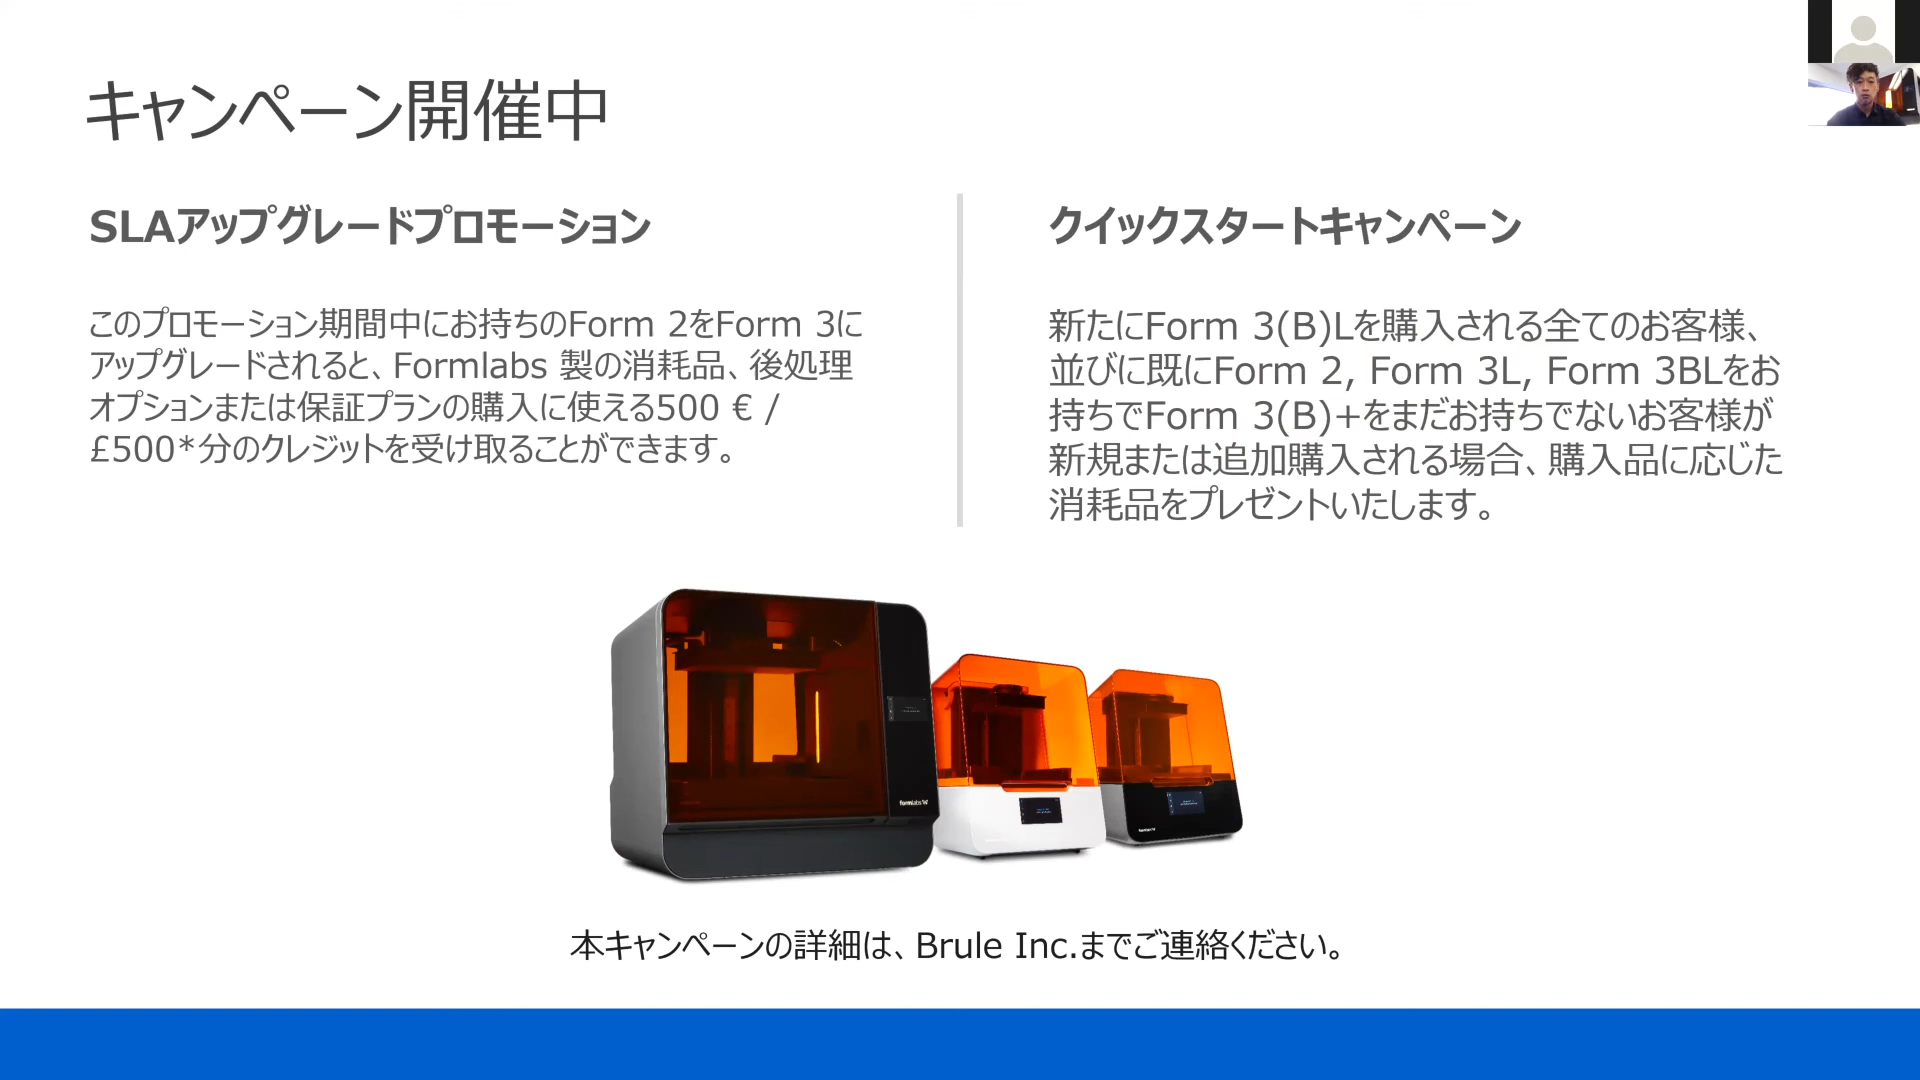 キャンペーン開催中
SLAアップグレードプロモーション
このプロモーション期間中にお持ちのForm 2をForm 3に
アップグレードされると、Formlabs 製の消耗品、後処理
オプションまたは保証プランの購入に使える500 € /
£500*分のクレジットを受け取ることができます。
クイックスタートキャンペーン
新たにForm 3(B)Lを購入される全てのお客様、
並びに既にForm 2, Form 3L, Form 3BLをお
持ちでForm 3(B)+をまだお持ちでないお客様が
新規または追加購入される場合、購入品に応じた
消耗品をプレゼントいたします。
formlabs
本キャンペーンの詳細は、Brule Inc.までご連絡ください。